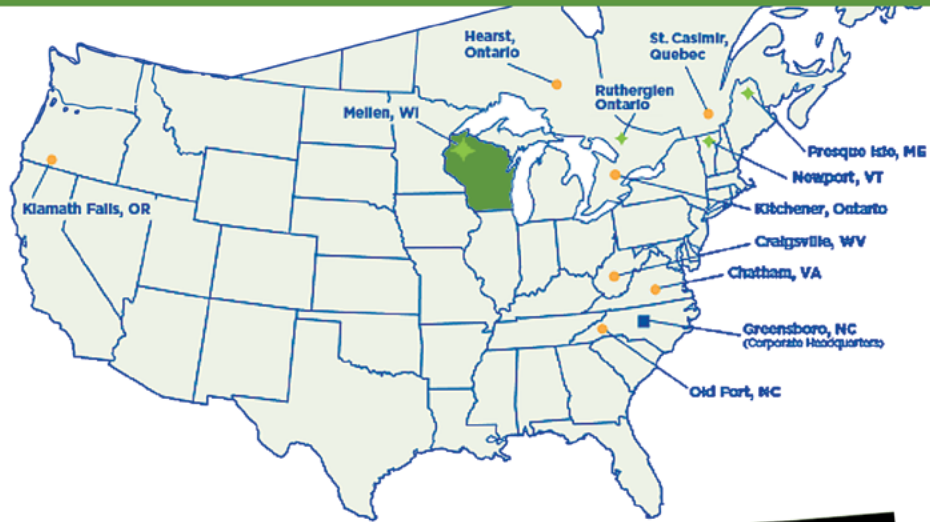 Hearst,
Ontario
St. Casimir,
Quebec
Rutherglen
Ontario
Mellen, WI
Presque Isle, ME
Newport, VT
Klamath Falls, OR
Kitchener, Ontario
Craigsville, WV
Chatham, VA
Greensboro, NC
(Corporate Headquarters)
Old Fort, NC